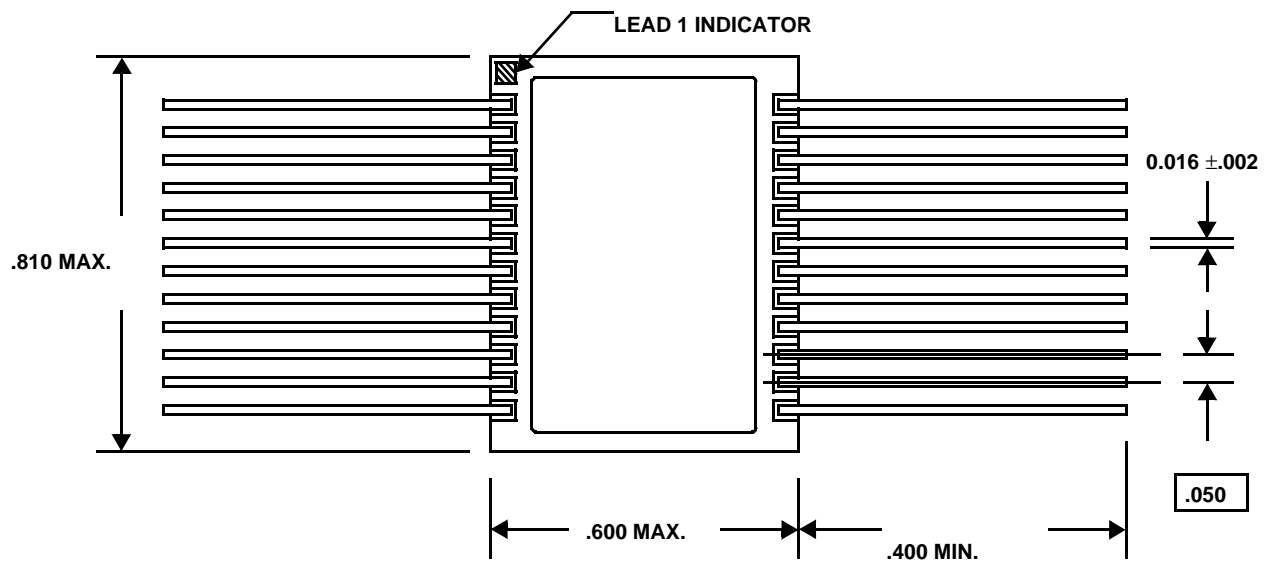 LEAD 1 INDICATOR
0.016 ±.002
.810 MAX.
.050
.600 MAX.
.400 MIN.